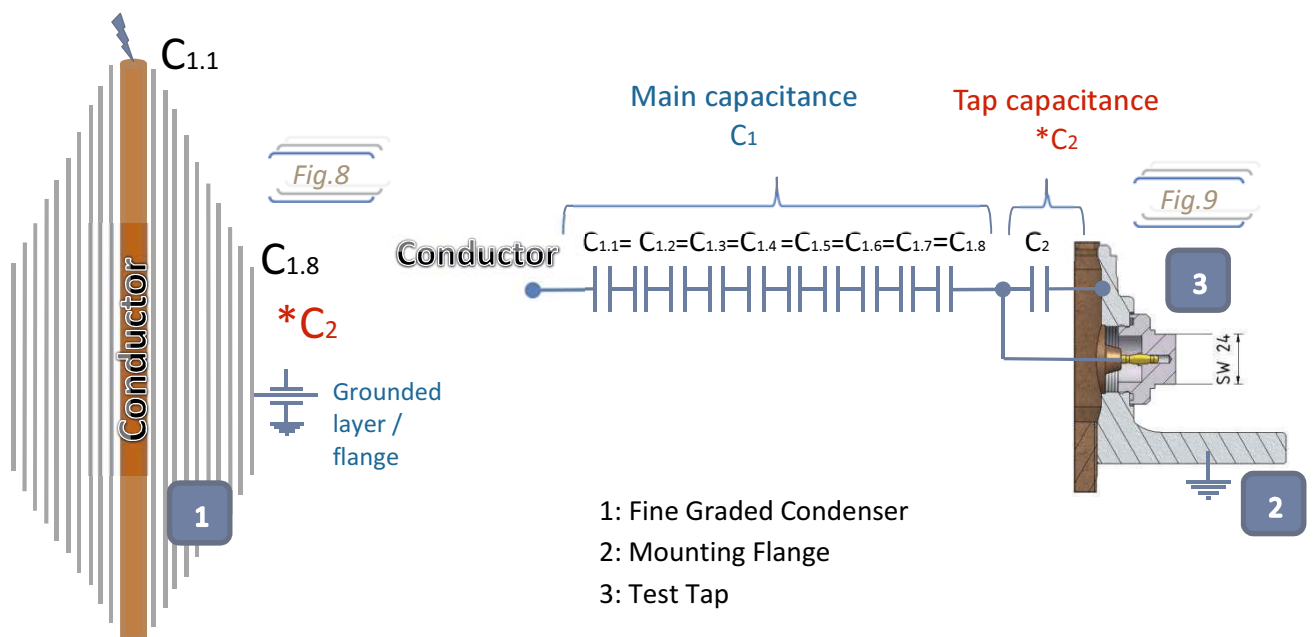 C1.1
Fig.8
Conductor
C1.8
*C2
Grounded
layer /
flange
1
Main capacitance
C1
Tap capacitance
*C2
Fig.9
Conductor
C1.1= C1.2=C1.3=C1.4 =C1.5=C1.6=C1.7=C1.8
C2
3
SW 24
2
1: Fine Graded Condenser
2: Mounting Flange
3: Test Tap